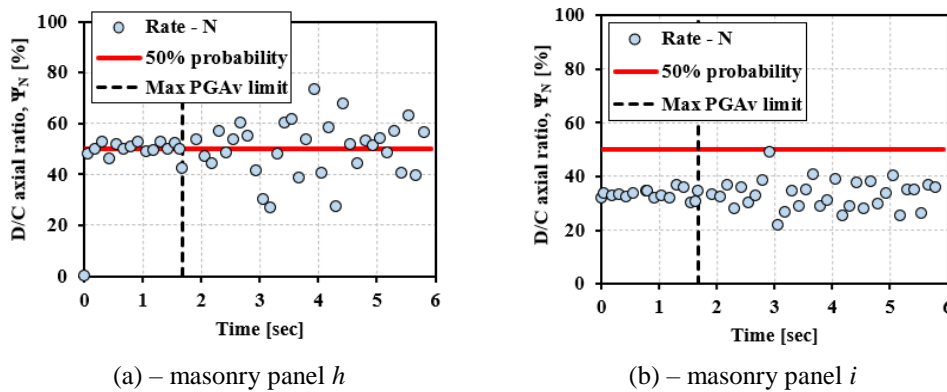 100
80
60
40
20
0
D/C axial ratio, Ψ_N [%]
Rate - N
50% probability
Max PGAv limit
0 1 2 3 4 5 6
Time [sec]
(a) – masonry panel h
100
80
60
40
20
0
D/C axial ratio, Ψ_N [%]
Rate - N
50% probability
Max PGAv limit
0 1 2 3 4 5 6
Time [sec]
(b) – masonry panel i